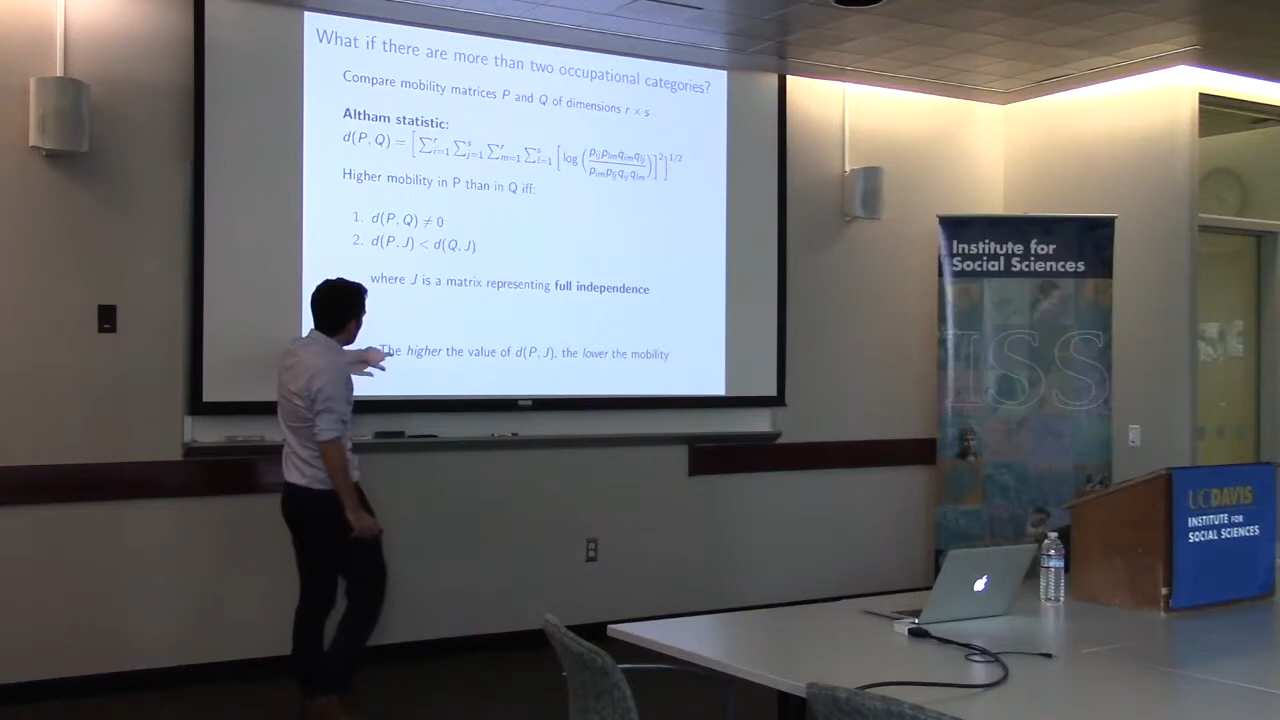 What if there are more than two occupational categories?
Compare mobility matrices P and Q of dimensions r × s
Altham statistic:
d(P, Q) = [∑ʳᵢ₌₁ ∑ˢⱼ₌₁ ∑ʳₘ₌₁ ∑ˢₗ₌₁ [log (pᵢⱼpₗₘqᵢₘqₗⱼ / pᵢₘpₗⱼqᵢⱼqₗₘ)]²]^1/2
Higher mobility in P than in Q iff:
1. d(P, Q) ≠ 0
2. d(P, J) < d(Q, J)
where J is a matrix representing full independence
The higher the value of d(P, J), the lower the mobility
Institute for
Social Sciences
ISS
UCDAVIS
INSTITUTE FOR
SOCIAL SCIENCES